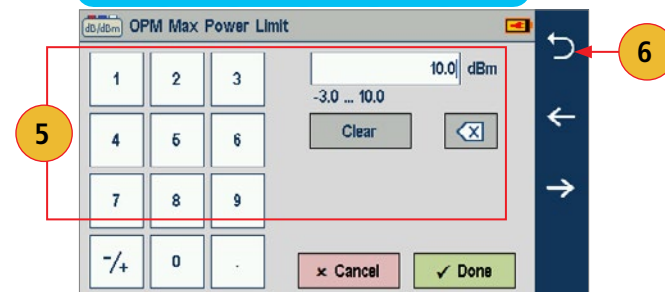 dB/dBm OPM Max Power Limit
6
1 2 3 10.0 dBm
-3.0 ... 10.0
5
4 5 6 Clear
7 8 9
-/+ 0 . × Cancel ✓ Done